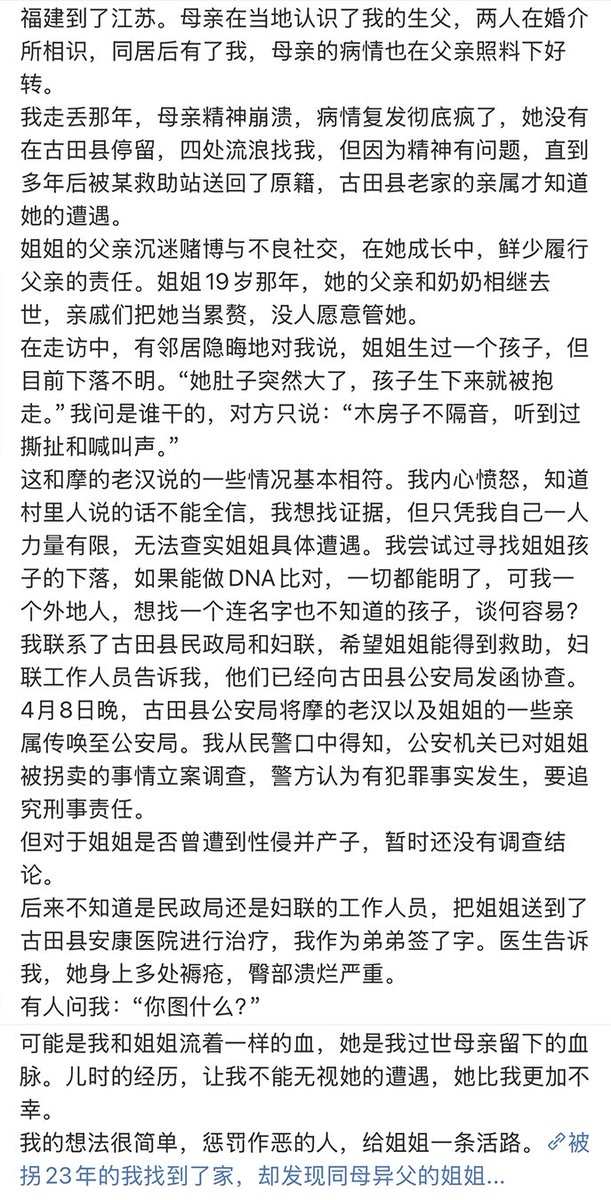 福建到了江苏。母亲在当地认识了我的生父，两人在婚介
所相识，同居后有了我，母亲的病情也在父亲照料下好
转。
我走丢那年，母亲精神崩溃，病情复发彻底疯了，她没有
在古田县停留，四处流浪找我，但因为精神有问题，直到
多年后被某救助站送回了原籍，古田县老家的亲属才知道
她的遭遇。
姐姐的父亲沉迷赌博与不良社交，在她成长中，鲜少履行
父亲的责任。姐姐19岁那年，她的父亲和奶奶相继去
世，亲戚们把她当累赘，没人愿意管她。
在走访中，有邻居隐晦地对我说，姐姐生过一个孩子，但
目前下落不明。“她肚子突然大了，孩子生下来就被抱
走。”我问是谁干的，对方只说：“木房子不隔音，听到过
撕扯和喊叫声。”
这和摩的老汉说的一些情况基本相符。我内心愤怒，知道
村里人说的话不能全信，我想找证据，但只凭我自己一人
力量有限，无法查实姐姐具体遭遇。我尝试过寻找姐姐孩
子的下落，如果能做DNA比对，一切都能明了，可我一
个外地人，想找一个连名字也不知道的孩子，谈何容易？
我联系了古田县民政局和妇联，希望姐姐能得到救助，妇
联工作人员告诉我，他们已经向古田县公安局发函协查。
4月8日晚，古田县公安局将摩的老汉以及姐姐的一些亲
属传唤至公安局。我从民警口中得知，公安机关已对姐姐
被拐卖的事情立案调查，警方认为有犯罪事实发生，要追
究刑事责任。
但对于姐姐是否曾遭到性侵并产子，暂时还没有调查结
论。
后来不知道是民政局还是妇联的工作人员，把姐姐送到了
古田县安康医院进行治疗，我作为弟弟签了字。医生告诉
我，她身上多处褥疮，臀部溃烂严重。
有人问我：“你图什么？”
可能是我和姐姐流着一样的血，她是我过世母亲留下的血
脉。儿时的经历，让我不能无视她的遭遇，她比我更加不
幸。
我的想法很简单，惩罚作恶的人，给姐姐一条活路。被
拐23年的我找到了家，却发现同母异父的姐姐...